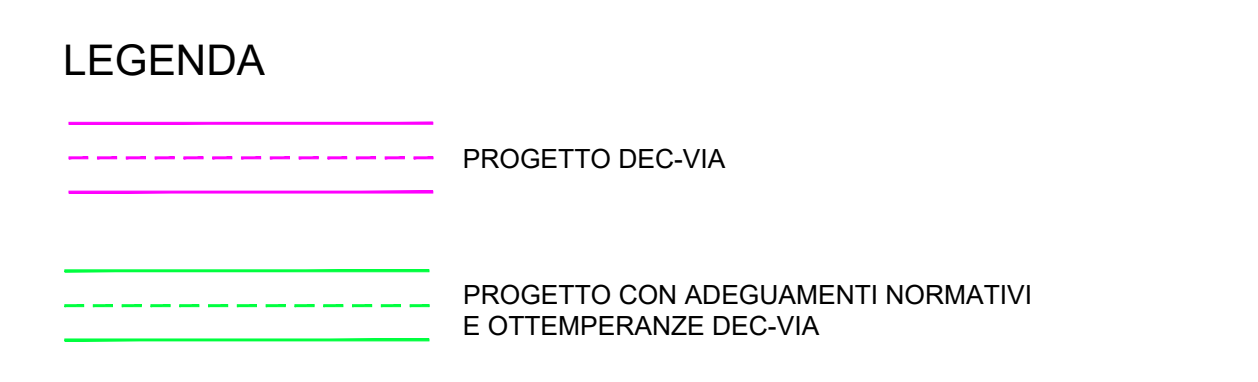 LEGENDA
PROGETTO DEC-VIA
PROGETTO CON ADEGUAMENTI NORMATIVI
E OTTEMPERANZE DEC-VIA